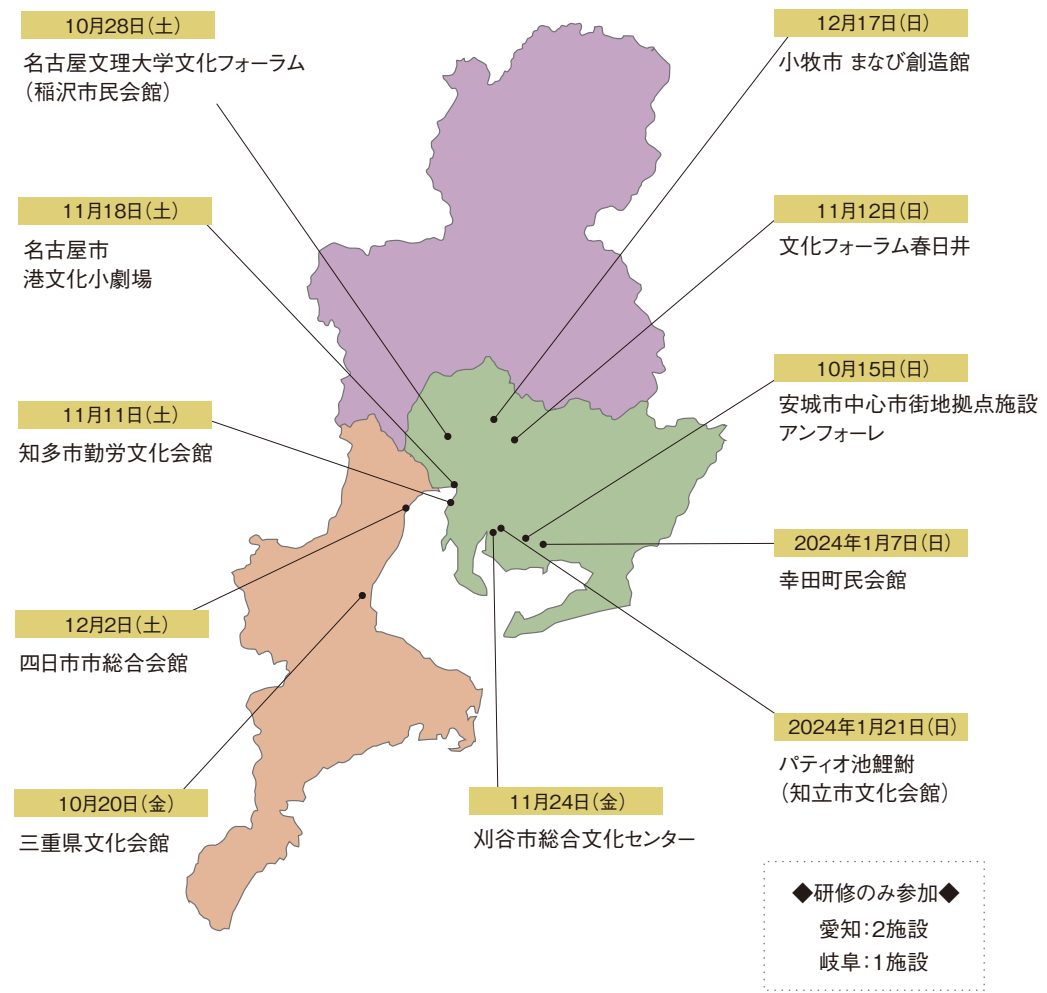 10月28日(土)
名古屋文理大学文化フォーラム
(稲沢市民会館)
12月17日(日)
小牧市 まなび創造館
11月18日(土)
名古屋市
港文化小劇場
11月12日(日)
文化フォーラム春日井
10月15日(日)
安城市中心市街地拠点施設
アンフォーレ
11月11日(土)
知多市勤労文化会館
2024年1月7日(日)
幸田町民会館
12月2日(土)
四日市市総合会館
2024年1月21日(日)
パティオ池鯉鮒
(知立市文化会館)
10月20日(金)
三重県文化会館
11月24日(金)
刈谷市総合文化センター
◆研修のみ参加◆
愛知:2施設
岐阜:1施設